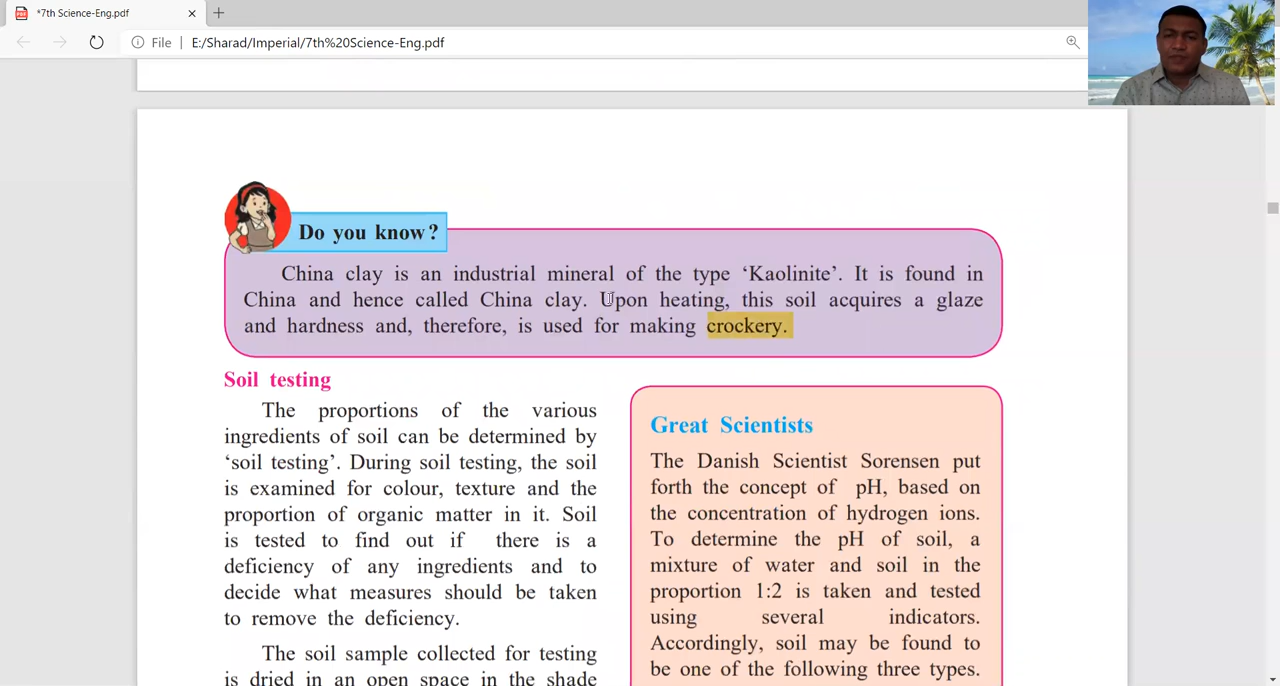 *7th Science-Eng.pdf
File | E:/Sharad/Imperial/7th%20Science-Eng.pdf
Do you know?
China clay is an industrial mineral of the type ‘Kaolinite’. It is found in
China and hence called China clay. Upon heating, this soil acquires a glaze
and hardness and, therefore, is used for making crockery.
Soil testing
The proportions of the various
ingredients of soil can be determined by
‘soil testing’. During soil testing, the soil
is examined for colour, texture and the
proportion of organic matter in it. Soil
is tested to find out if there is a
deficiency of any ingredients and to
decide what measures should be taken
to remove the deficiency.
The soil sample collected for testing
is dried in an open space in the shade
Great Scientists
The Danish Scientist Sorensen put
forth the concept of pH, based on
the concentration of hydrogen ions.
To determine the pH of soil, a
mixture of water and soil in the
proportion 1:2 is taken and tested
using several indicators.
Accordingly, soil may be found to
be one of the following three types.